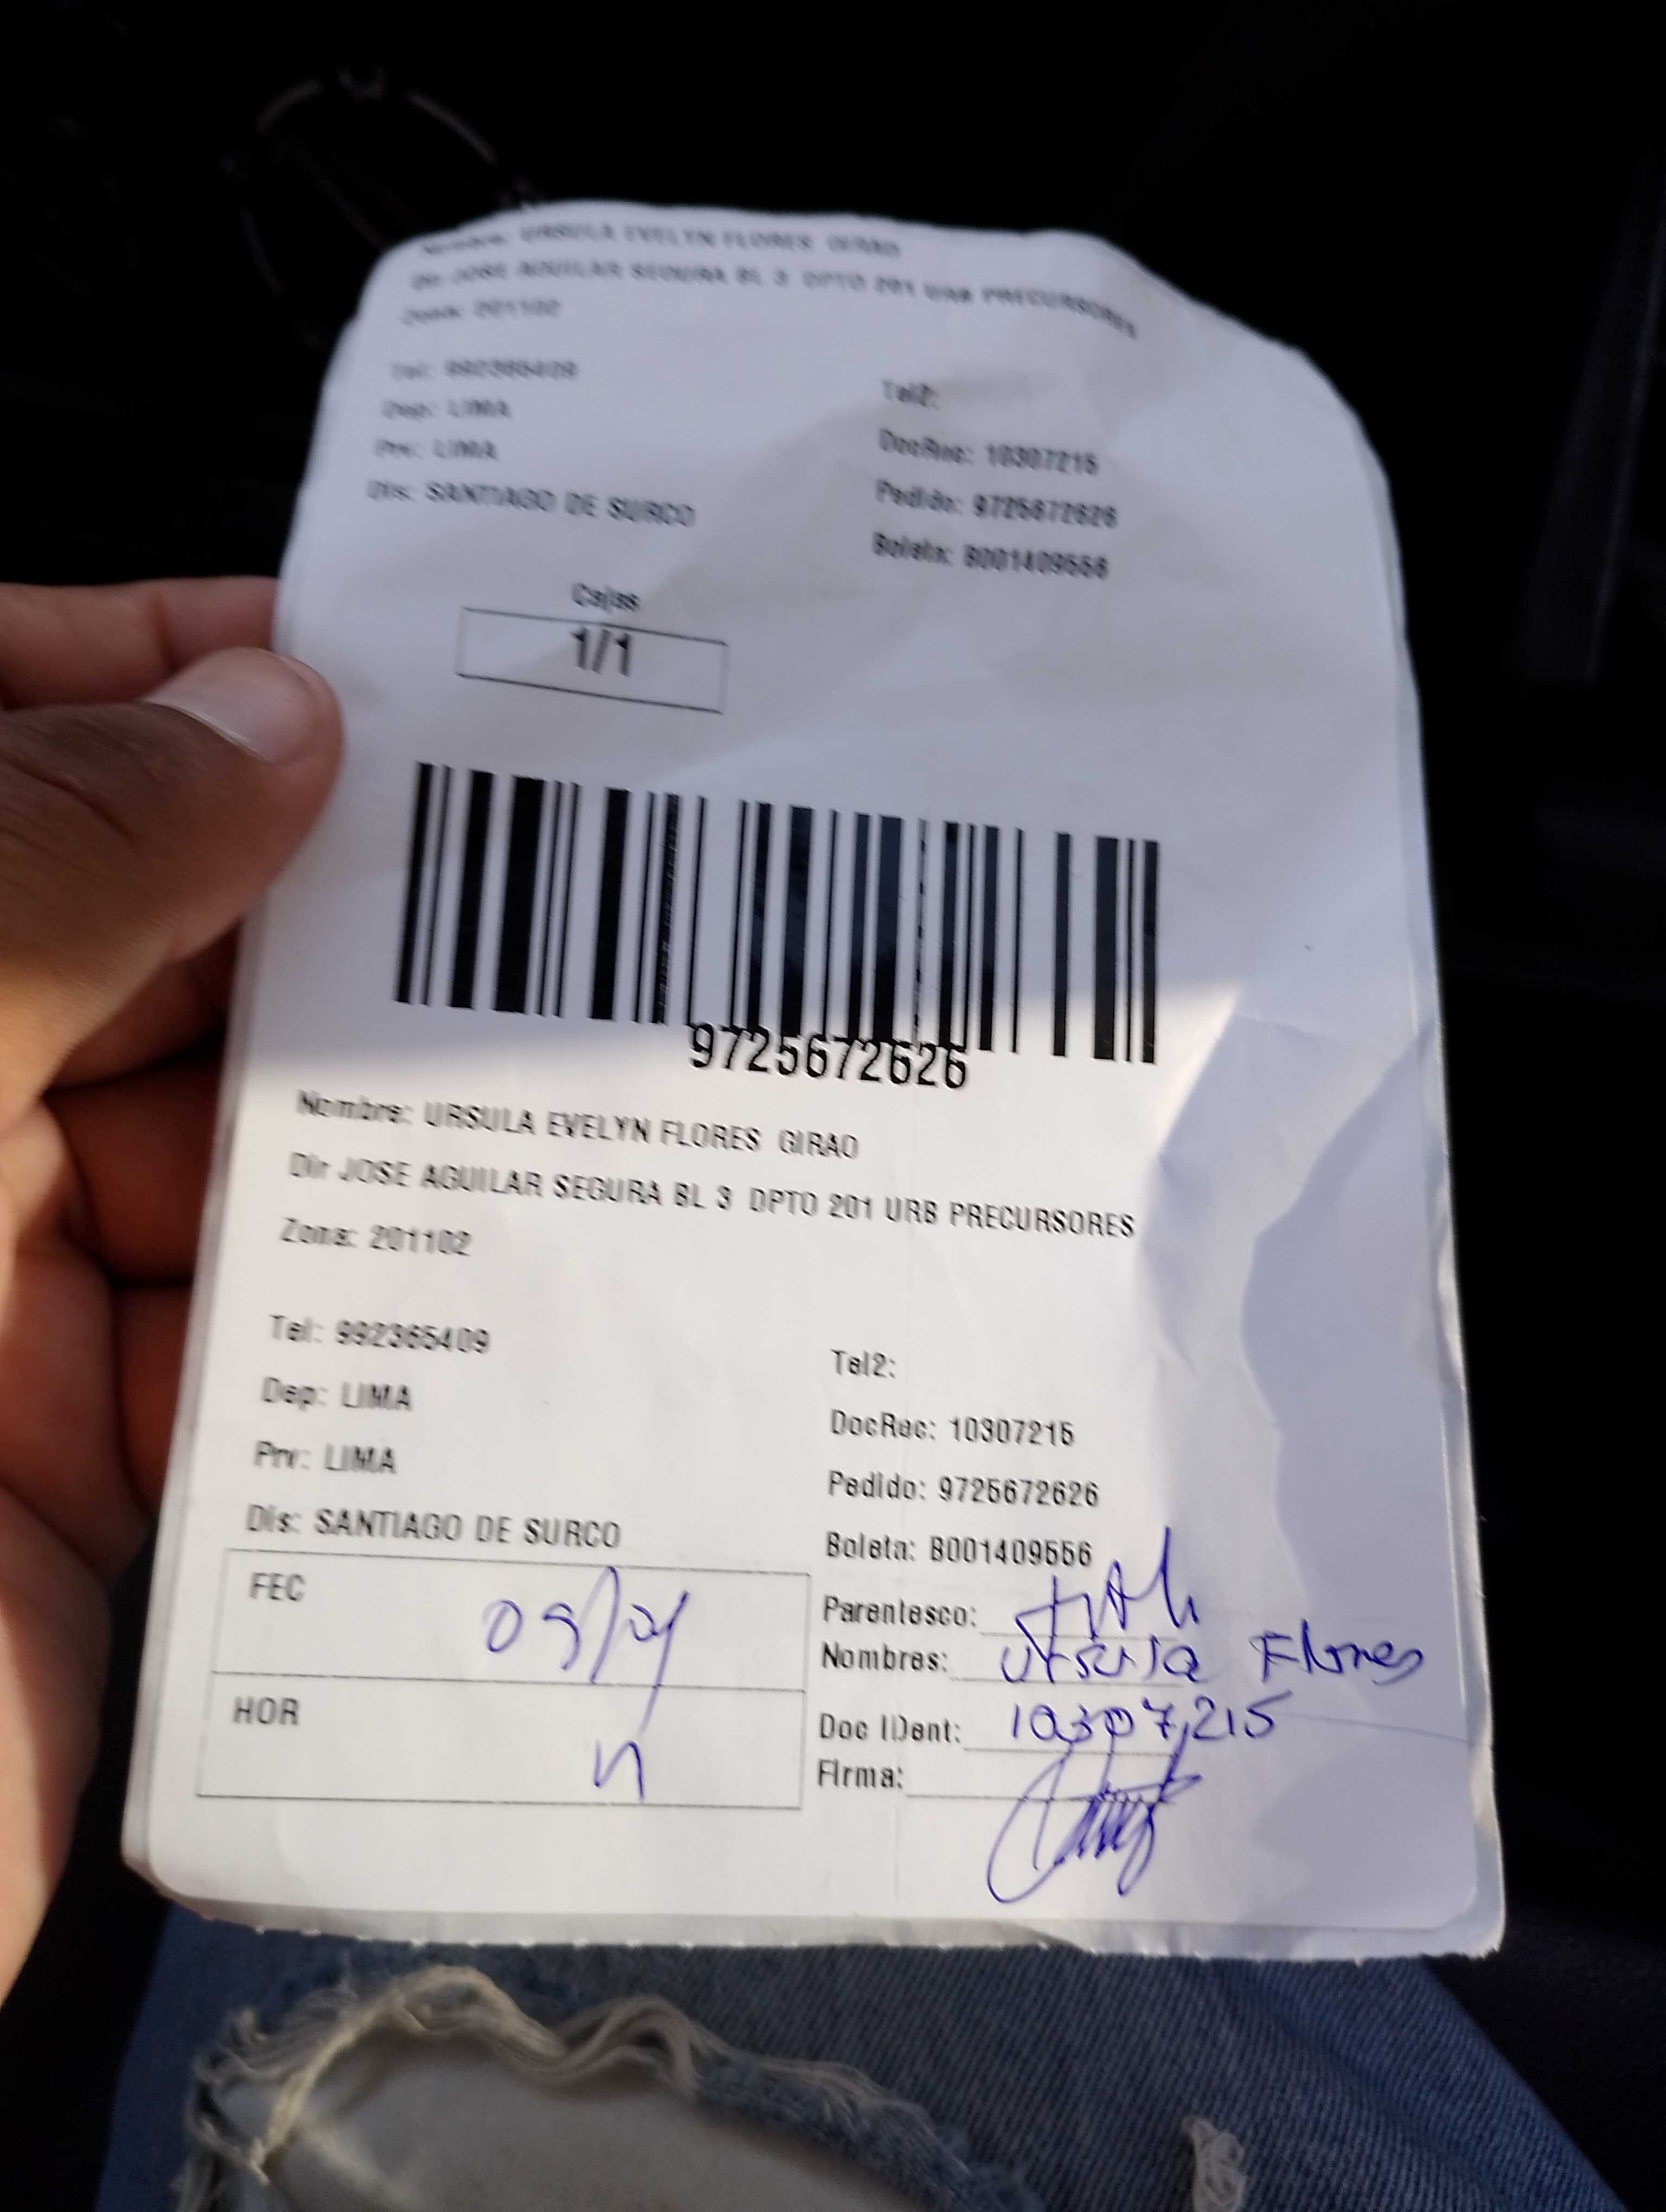 Nombre: URSULA EVELYN FLORES GIRAO
Dir JOSE AGUILAR SEGURA BL 3 DPTO 201 URB PRECURSORES
Zona: 201102
Tel: 992365409
Tel2:
Dep: LIMA
DocRec: 10307215
Prv: LIMA
Pedido: 9725672626
Dis: SANTIAGO DE SURCO
Boleta: B001409556
Cajas
1/1
9725672626
Nombre: URSULA EVELYN FLORES GIRAO
Dir JOSE AGUILAR SEGURA BL 3 DPTO 201 URB PRECURSORES
Zona: 201102
Tel: 992365409
Tel2:
Dep: LIMA
DocRec: 10307215
Prv: LIMA
Pedido: 9725672626
Dis: SANTIAGO DE SURCO
Boleta: B001409556
FEC
Parentesco:
Nombres: Ursula Flores
HOR
Doc IDent: 10307215
Firma: